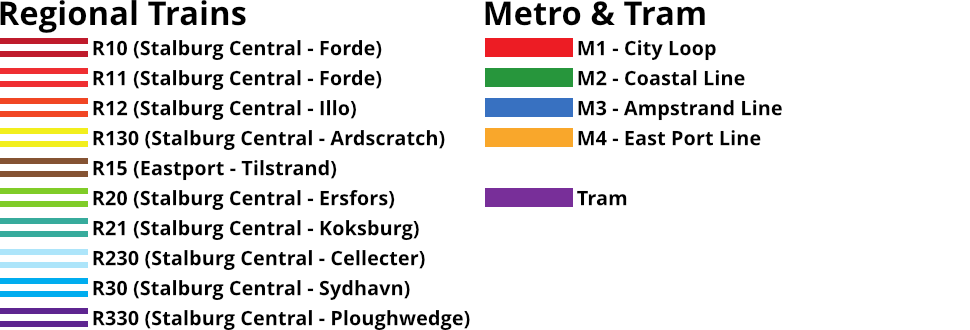 Regional Trains
R10 (Stalburg Central - Forde)
R11 (Stalburg Central - Forde)
R12 (Stalburg Central - Illo)
R130 (Stalburg Central - Ardscratch)
R15 (Eastport - Tilstrand)
R20 (Stalburg Central - Ersfors)
R21 (Stalburg Central - Koksburg)
R230 (Stalburg Central - Cellecter)
R30 (Stalburg Central - Sydhavn)
R330 (Stalburg Central - Ploughwedge)
Metro & Tram
M1 - City Loop
M2 - Coastal Line
M3 - Ampstrand Line
M4 - East Port Line
Tram